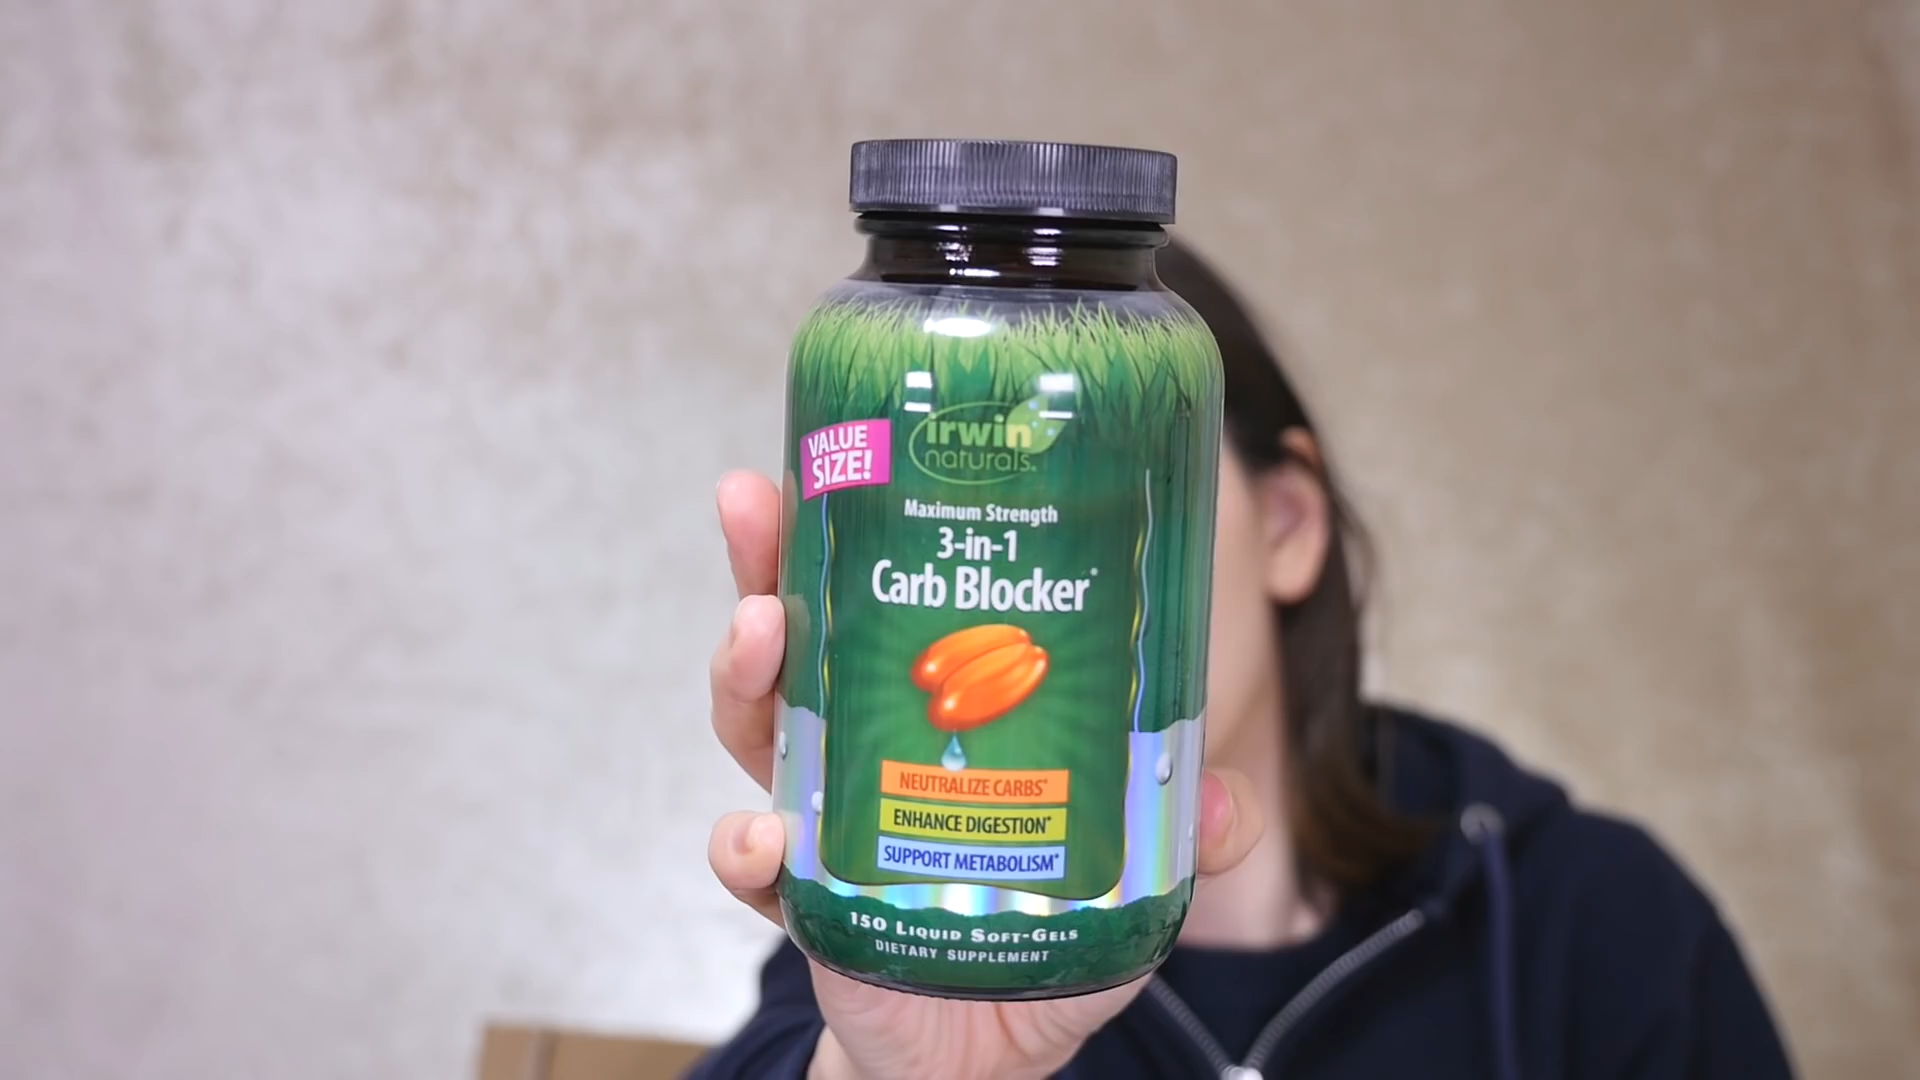 VALUE
SIZE!
irwin
naturals.
Maximum Strength
3-in-1
Carb Blocker*
NEUTRALIZE CARBS*
ENHANCE DIGESTION*
SUPPORT METABOLISM*
150 LIQUID SOFT-GELS
DIETARY SUPPLEMENT